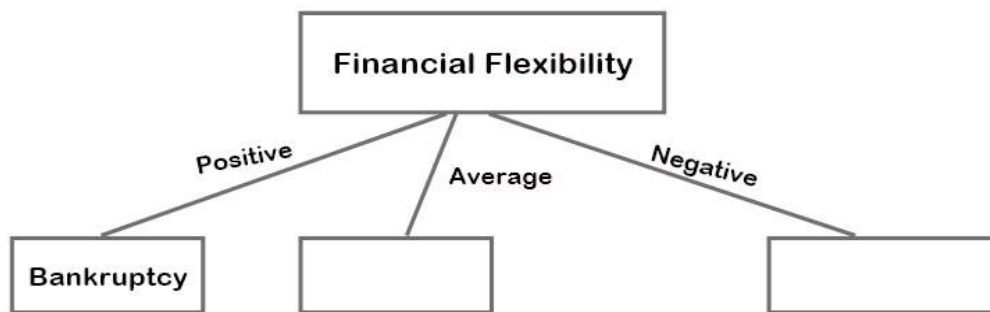 Financial Flexibility
Positive
Average
Negative
Bankruptcy